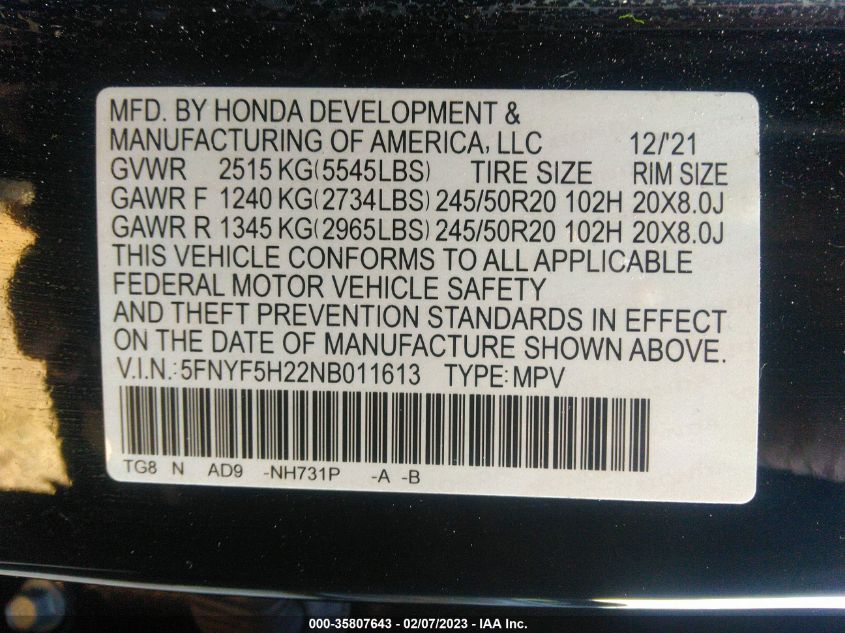 MFD. BY HONDA DEVELOPMENT &
MANUFACTURING OF AMERICA, LLC 12/'21
GVWR 2515 KG(5545LBS) TIRE SIZE RIM SIZE
GAWR F 1240 KG(2734LBS) 245/50R20 102H 20X8.0J
GAWR R 1345 KG(2965LBS) 245/50R20 102H 20X8.0J
THIS VEHICLE CONFORMS TO ALL APPLICABLE
FEDERAL MOTOR VEHICLE SAFETY
AND THEFT PREVENTION STANDARDS IN EFFECT
ON THE DATE OF MANUFACTURE SHOWN ABOVE.
V.I.N.:5FNYF5H22NB011613 TYPE:MPV
TG8 N AD9 -NH731P -A -B
000-35807643 - 02/07/2023 - IAA Inc.